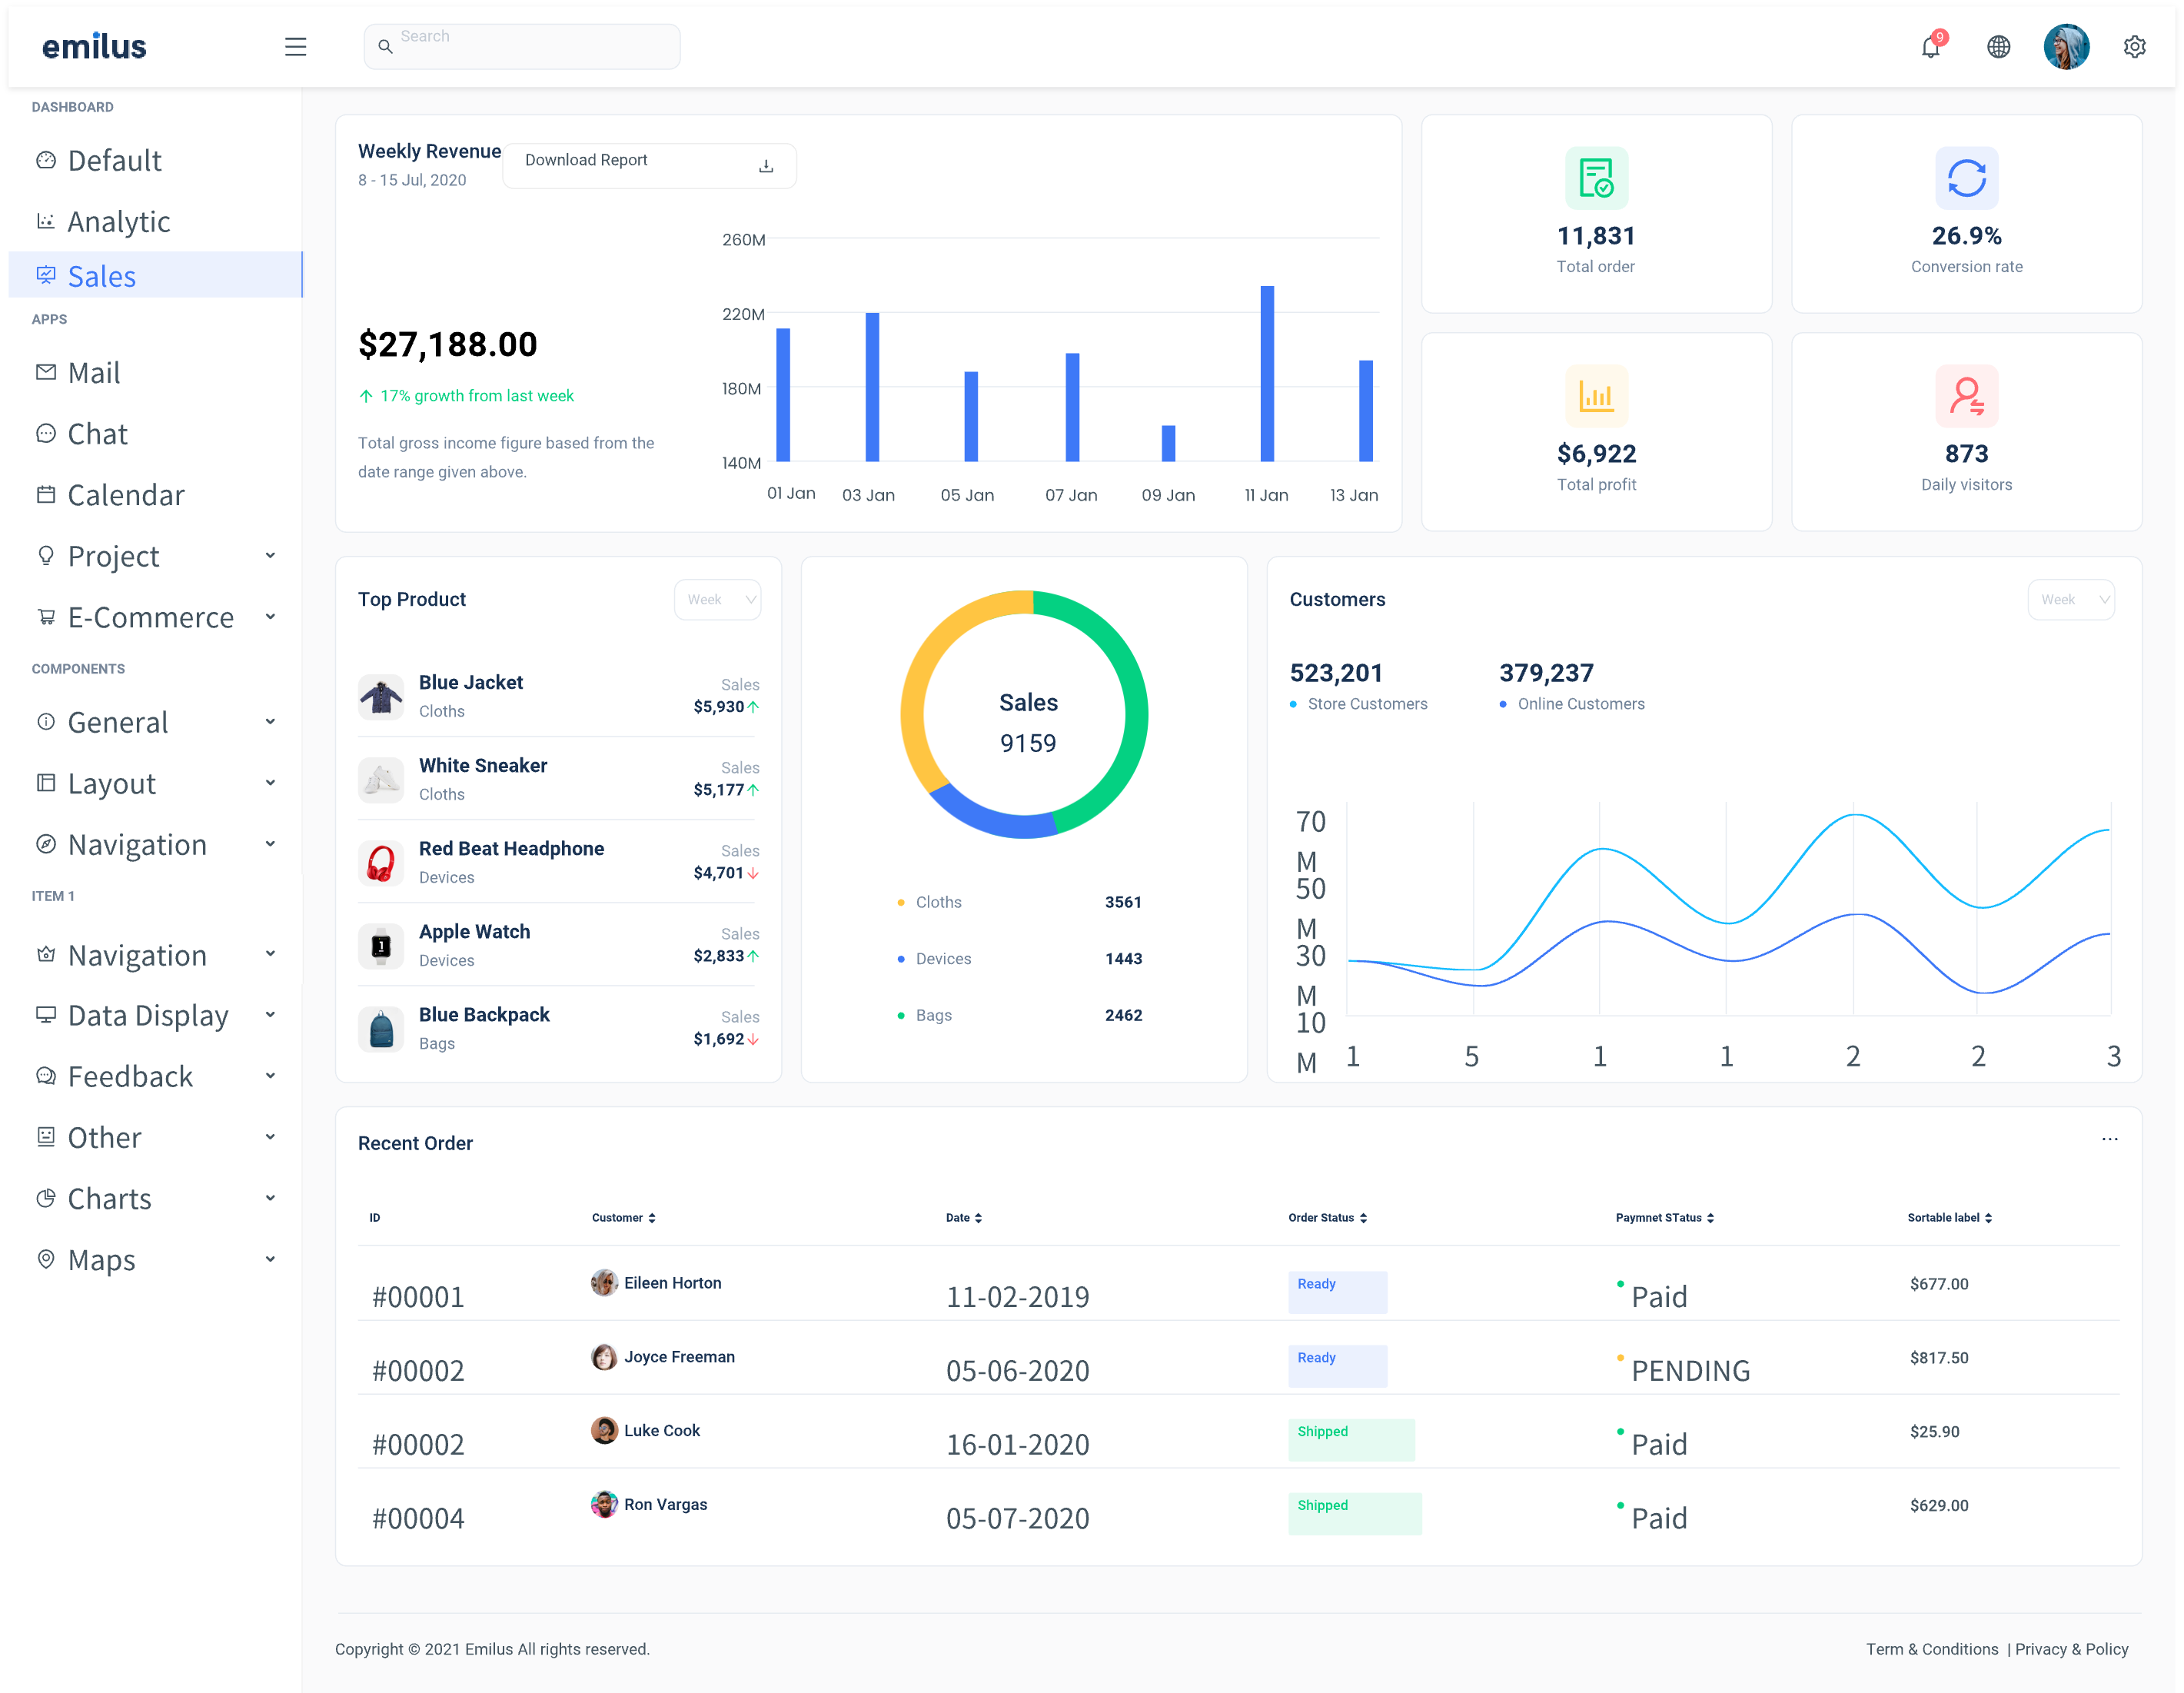 emilus
Search
9
DASHBOARD
Default
Analytic
Sales
APPS
Mail
Chat
Calendar
Project
E-Commerce
COMPONENTS
General
Layout
Navigation
ITEM 1
Navigation
Data Display
Feedback
Other
Charts
Maps
Weekly Revenue
8 - 15 Jul, 2020
Download Report
$27,188.00
17% growth from last week
Total gross income figure based from the
date range given above.
260M
220M
180M
140M
01 Jan 03 Jan 05 Jan 07 Jan 09 Jan 11 Jan 13 Jan
11,831
Total order
26.9%
Conversion rate
$6,922
Total profit
873
Daily visitors
Top Product
Week
Blue Jacket
Cloths
Sales
$5,930
White Sneaker
Cloths
Sales
$5,177
Red Beat Headphone
Devices
Sales
$4,701
Apple Watch
Devices
Sales
$2,833
Blue Backpack
Bags
Sales
$1,692
Sales
9159
Cloths 3561
Devices 1443
Bags 2462
Customers
Week
523,201
Store Customers
379,237
Online Customers
70
M
50
M
30
M
10
M
1 5 1 1 2 2 3
Recent Order
ID Customer Date Order Status Paymnet STatus Sortable label
#00001 Eileen Horton 11-02-2019 Ready Paid $677.00
#00002 Joyce Freeman 05-06-2020 Ready PENDING $817.50
#00002 Luke Cook 16-01-2020 Shipped Paid $25.90
#00004 Ron Vargas 05-07-2020 Shipped Paid $629.00
Copyright © 2021 Emilus All rights reserved.
Term & Conditions | Privacy & Policy